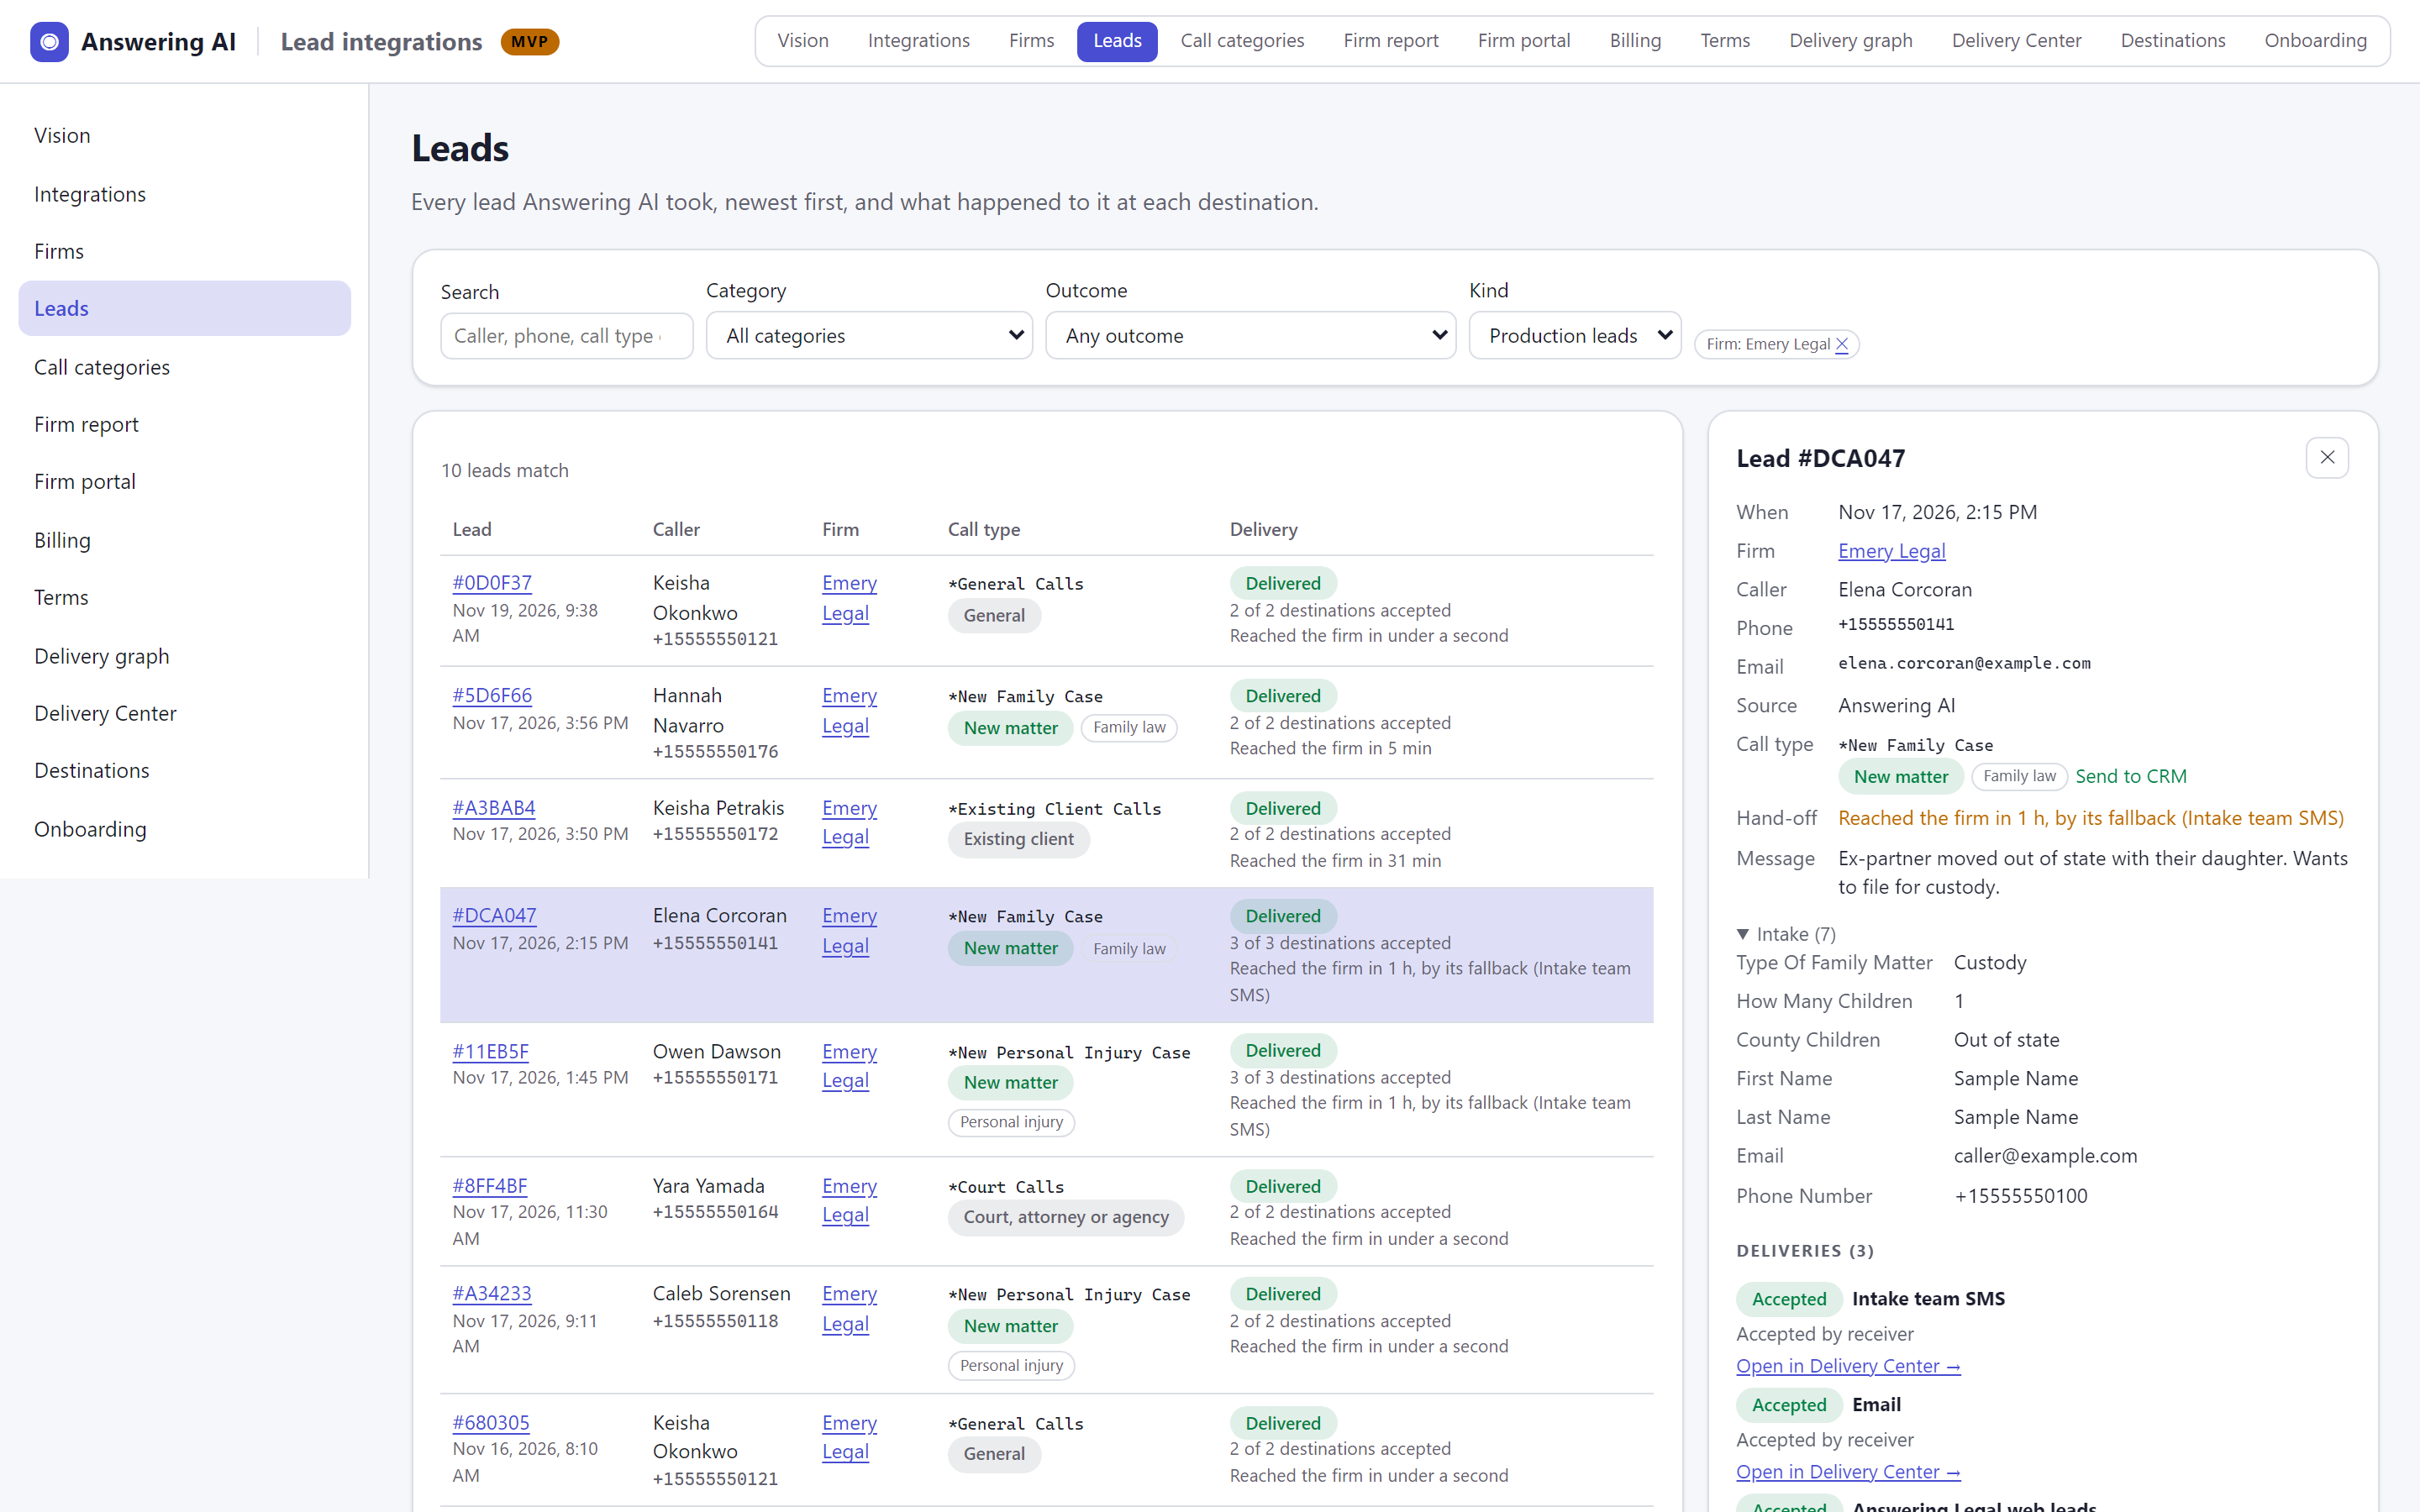 Answering AI
Lead integrations
MVP
Vision
Integrations
Firms
Leads
Call categories
Firm report
Firm portal
Billing
Terms
Delivery graph
Delivery Center
Destinations
Onboarding
Vision
Integrations
Firms
Leads
Call categories
Firm report
Firm portal
Billing
Terms
Delivery graph
Delivery Center
Destinations
Onboarding
Leads
Every lead Answering AI took, newest first, and what happened to it at each destination.
Search
Caller, phone, call type
Category
All categories
Outcome
Any outcome
Kind
Production leads
Firm: Emery Legal ×
10 leads match
Lead Caller Firm Call type Delivery
#0D0F37
Nov 19, 2026, 9:38
AM
Keisha
Okonkwo
+15555550121
Emery
Legal
*General Calls
General
Delivered
2 of 2 destinations accepted
Reached the firm in under a second
#5D6F66
Nov 17, 2026, 3:56 PM
Hannah
Navarro
+15555550176
Emery
Legal
*New Family Case
New matter Family law
Delivered
2 of 2 destinations accepted
Reached the firm in 5 min
#A3BAB4
Nov 17, 2026, 3:50 PM
Keisha Petrakis
+15555550172
Emery
Legal
*Existing Client Calls
Existing client
Delivered
2 of 2 destinations accepted
Reached the firm in 31 min
#DCA047
Nov 17, 2026, 2:15 PM
Elena Corcoran
+15555550141
Emery
Legal
*New Family Case
New matter Family law
Delivered
3 of 3 destinations accepted
Reached the firm in 1 h, by its fallback (Intake team
SMS)
#11EB5F
Nov 17, 2026, 1:45 PM
Owen Dawson
+15555550171
Emery
Legal
*New Personal Injury Case
New matter
Personal injury
Delivered
3 of 3 destinations accepted
Reached the firm in 1 h, by its fallback (Intake team
SMS)
#8FF4BF
Nov 17, 2026, 11:30
AM
Yara Yamada
+15555550164
Emery
Legal
*Court Calls
Court, attorney or agency
Delivered
2 of 2 destinations accepted
Reached the firm in under a second
#A34233
Nov 17, 2026, 9:11
AM
Caleb Sorensen
+15555550118
Emery
Legal
*New Personal Injury Case
New matter
Personal injury
Delivered
2 of 2 destinations accepted
Reached the firm in under a second
#680305
Nov 16, 2026, 8:10
AM
Keisha
Okonkwo
+15555550121
Emery
Legal
*General Calls
General
Delivered
2 of 2 destinations accepted
Reached the firm in under a second
Lead #DCA047
×
When Nov 17, 2026, 2:15 PM
Firm Emery Legal
Caller Elena Corcoran
Phone +15555550141
Email elena.corcoran@example.com
Source Answering AI
Call type *New Family Case
New matter Family law Send to CRM
Hand-off Reached the firm in 1 h, by its fallback (Intake team SMS)
Message Ex-partner moved out of state with their daughter. Wants
to file for custody.
▼ Intake (7)
Type Of Family Matter Custody
How Many Children 1
County Children Out of state
First Name Sample Name
Last Name Sample Name
Email caller@example.com
Phone Number +15555550100
DELIVERIES (3)
Accepted Intake team SMS
Accepted by receiver
Open in Delivery Center →
Accepted Email
Accepted by receiver
Open in Delivery Center →
Accepted Answering Legal web leads